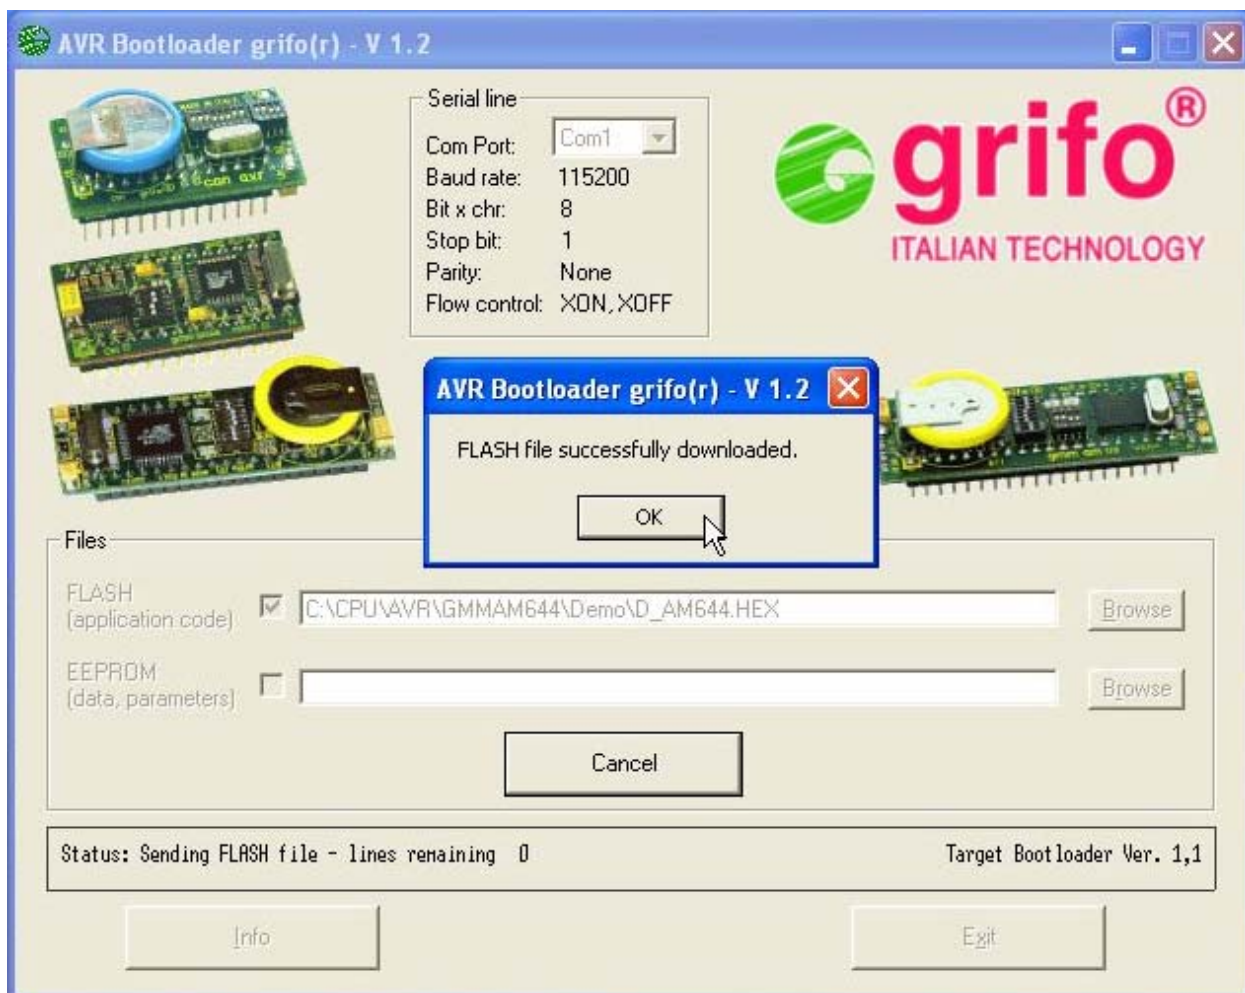 AVR Bootloader grifo(r) - V 1.2
Serial line
Com Port: Com1
Baud rate: 115200
Bit x chr: 8
Stop bit: 1
Parity: None
Flow control: XON, XOFF
grifo®
ITALIAN TECHNOLOGY
AVR Bootloader grifo(r) - V 1.2
FLASH file successfully downloaded.
OK
Files
FLASH
(application code)
C:\CPU\AVR\GMMAM644\Demo\D_AM644.HEX
Browse
EEPROM
(data, parameters)
Browse
Cancel
Status: Sending FLASH file - lines remaining 0
Target Bootloader Ver. 1,1
Info
Exit